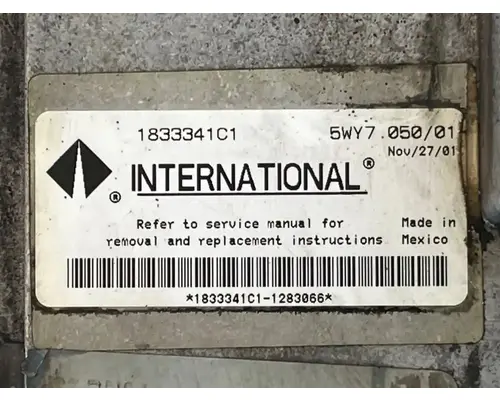 1833341C1 5WY7.050/01
Nov/27/01
® INTERNATIONAL®
Refer to service manual for Made in
removal and replacement instructions Mexico
*1833341C1-1283066*